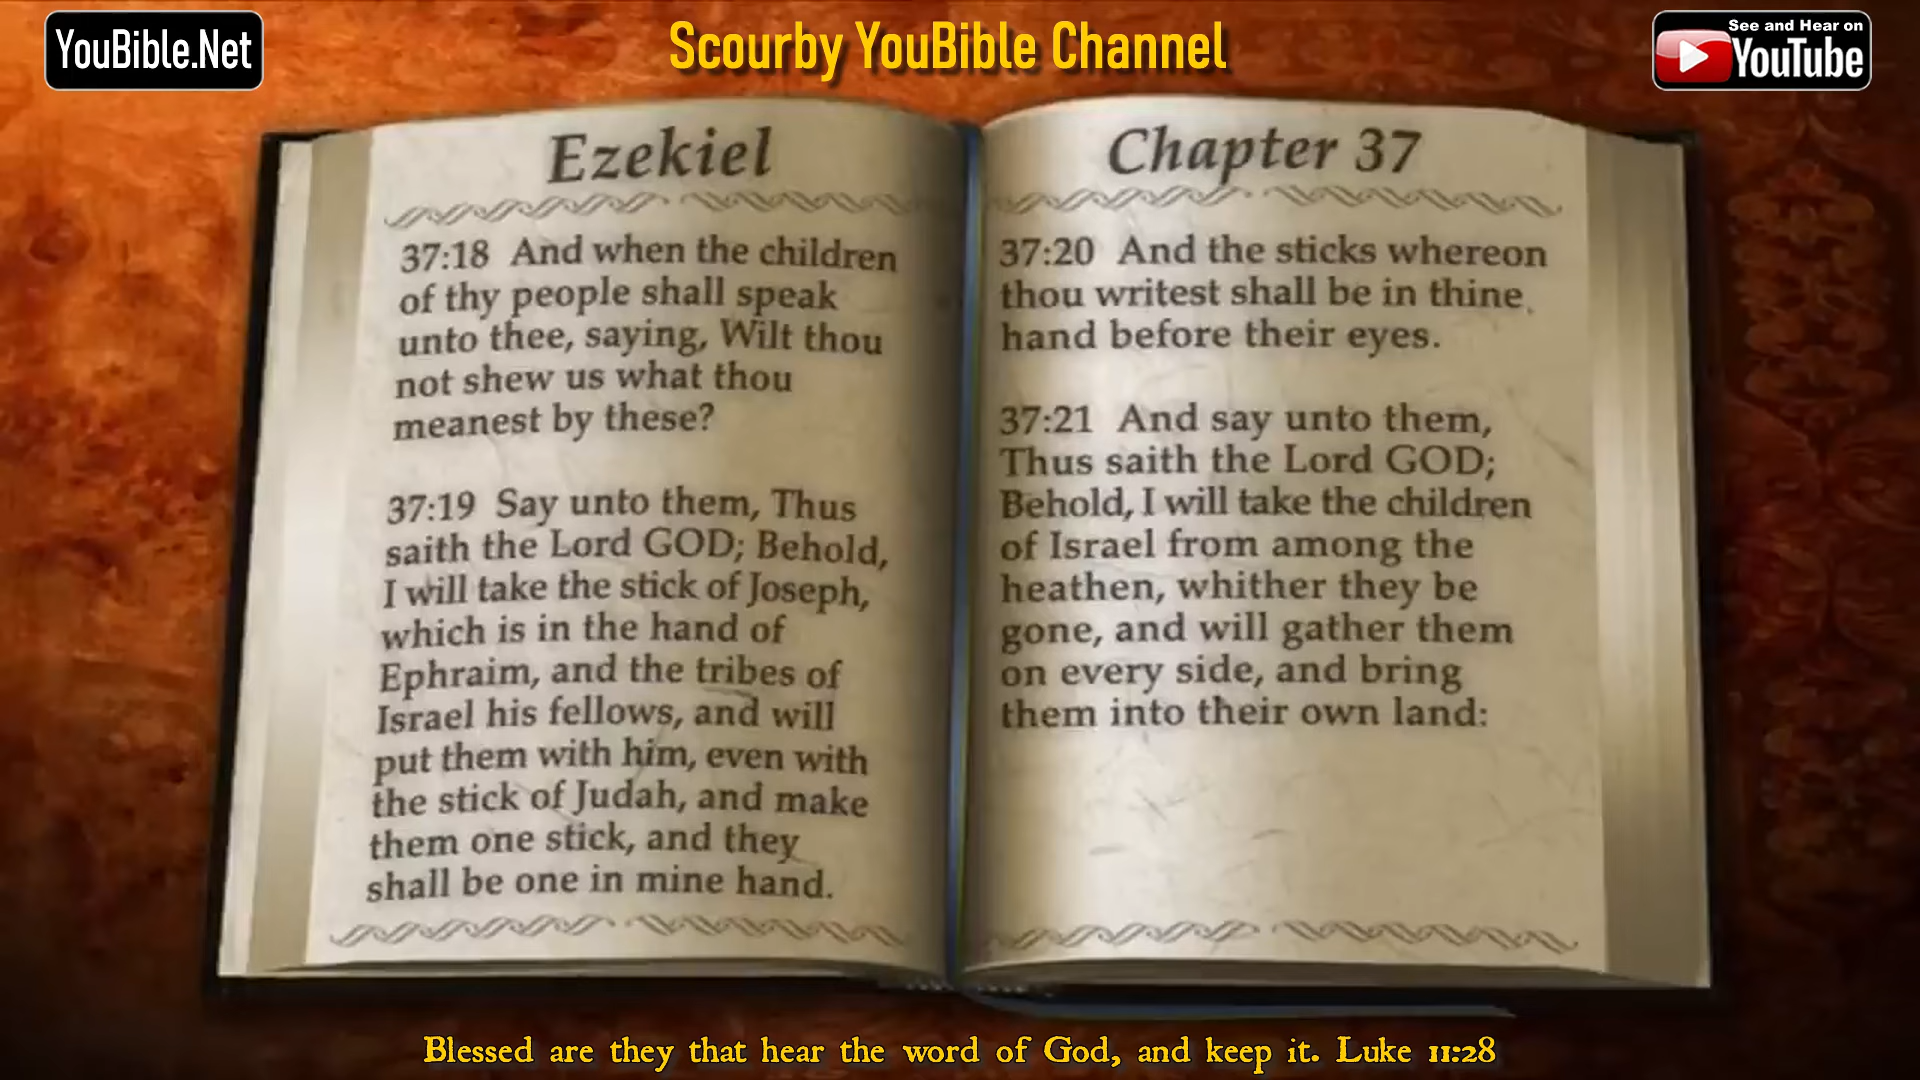 YouBible.Net
Scourby YouBible Channel
See and Hear on
YouTube
Ezekiel
37:18 And when the children
of thy people shall speak
unto thee, saying, Wilt thou
not shew us what thou
meanest by these?
37:19 Say unto them, Thus
saith the Lord GOD; Behold,
I will take the stick of Joseph,
which is in the hand of
Ephraim, and the tribes of
Israel his fellows, and will
put them with him, even with
the stick of Judah, and make
them one stick, and they
shall be one in mine hand.
Chapter 37
37:20 And the sticks whereon
thou writest shall be in thine
hand before their eyes.
37:21 And say unto them,
Thus saith the Lord GOD;
Behold, I will take the children
of Israel from among the
heathen, whither they be
gone, and will gather them
on every side, and bring
them into their own land:
Blessed are they that hear the word of God, and keep it. Luke 11:28